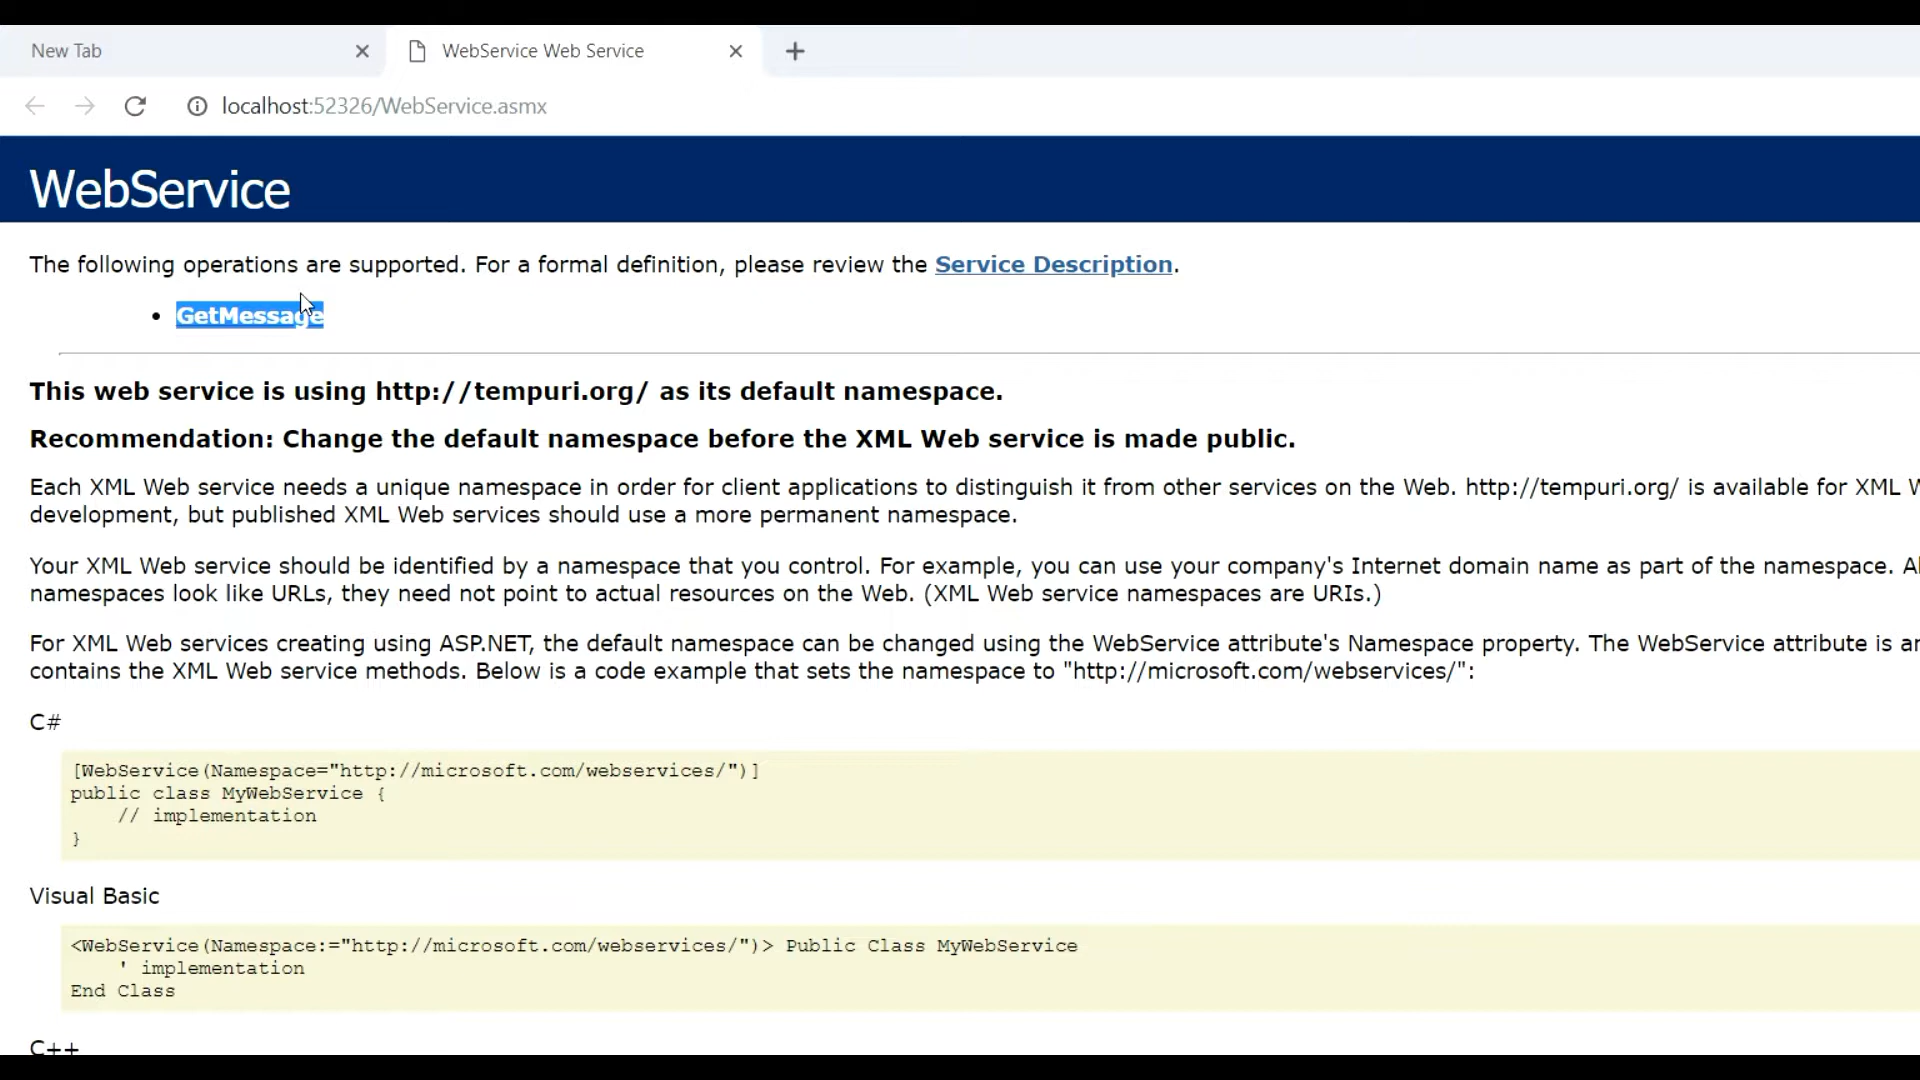 New Tab
WebService Web Service
localhost:52326/WebService.asmx
WebService
The following operations are supported. For a formal definition, please review the Service Description.
• GetMessage
This web service is using http://tempuri.org/ as its default namespace.
Recommendation: Change the default namespace before the XML Web service is made public.
Each XML Web service needs a unique namespace in order for client applications to distinguish it from other services on the Web. http://tempuri.org/ is available for XML
development, but published XML Web services should use a more permanent namespace.
Your XML Web service should be identified by a namespace that you control. For example, you can use your company's Internet domain name as part of the namespace.
namespaces look like URLs, they need not point to actual resources on the Web. (XML Web service namespaces are URIs.)
For XML Web services creating using ASP.NET, the default namespace can be changed using the WebService attribute's Namespace property. The WebService attribute is
contains the XML Web service methods. Below is a code example that sets the namespace to "http://microsoft.com/webservices/":
C#
[WebService(Namespace="http://microsoft.com/webservices/")]
public class MyWebService {
// implementation
}
Visual Basic
<WebService(Namespace:="http://microsoft.com/webservices/")> Public Class MyWebService
' implementation
End Class
C++